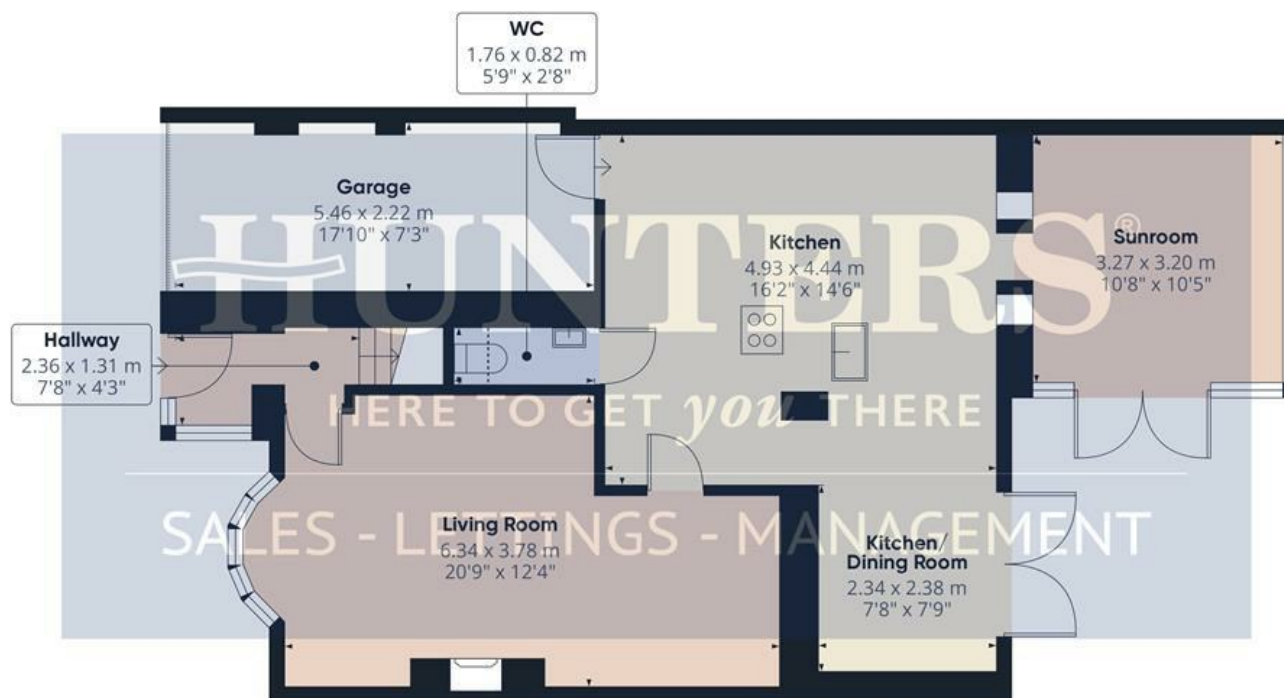 WC
1.76 x 0.82 m
5'9" x 2'8"
Garage
5.46 x 2.22 m
17'10" x 7'3"
HUNTERS®
Kitchen
4.93 x 4.44 m
16'2" x 14'6"
Sunroom
3.27 x 3.20 m
10'8" x 10'5"
Hallway
2.36 x 1.31 m
7'8" x 4'3"
HERE TO GET you THERE
Living Room
6.34 x 3.78 m
20'9" x 12'4"
SALES - LETTINGS - MANAGEMENT
Kitchen/
Dining Room
2.34 x 2.38 m
7'8" x 7'9"